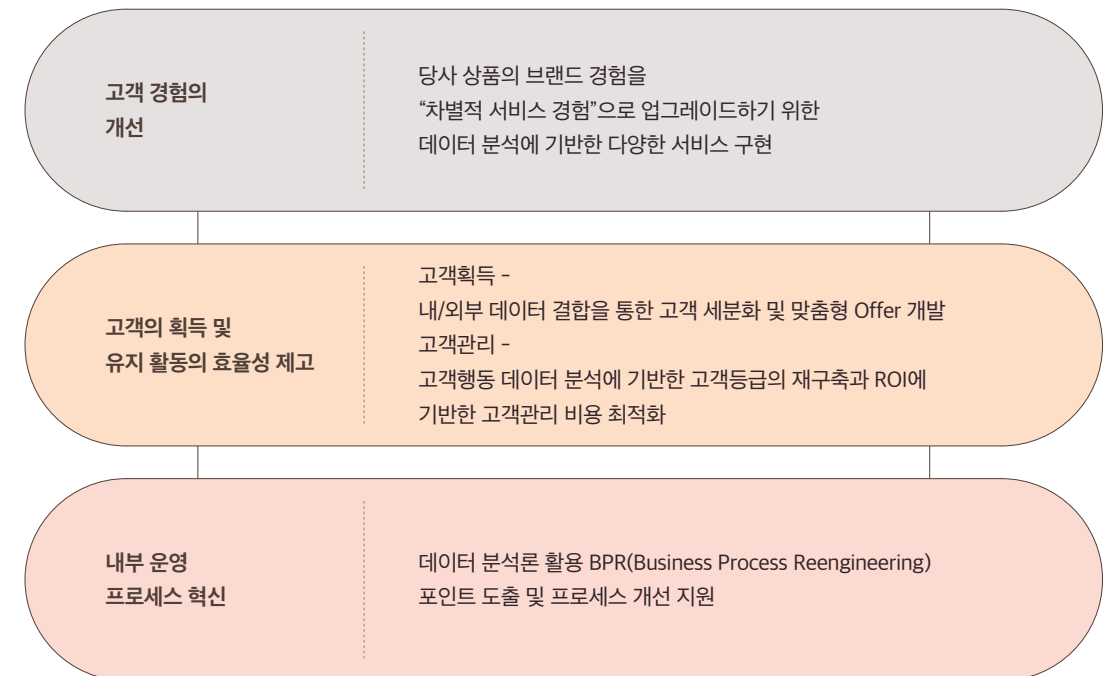 고객 경험의
개선
당사 상품의 브랜드 경험을
“차별적 서비스 경험”으로 업그레이드하기 위한
데이터 분석에 기반한 다양한 서비스 구현
고객의 획득 및
유지 활동의 효율성 제고
고객획득 -
내/외부 데이터 결합을 통한 고객 세분화 및 맞춤형 Offer 개발
고객관리 -
고객행동 데이터 분석에 기반한 고객등급의 재구축과 ROI에
기반한 고객관리 비용 최적화
내부 운영
프로세스 혁신
데이터 분석론 활용 BPR(Business Process Reengineering)
포인트 도출 및 프로세스 개선 지원